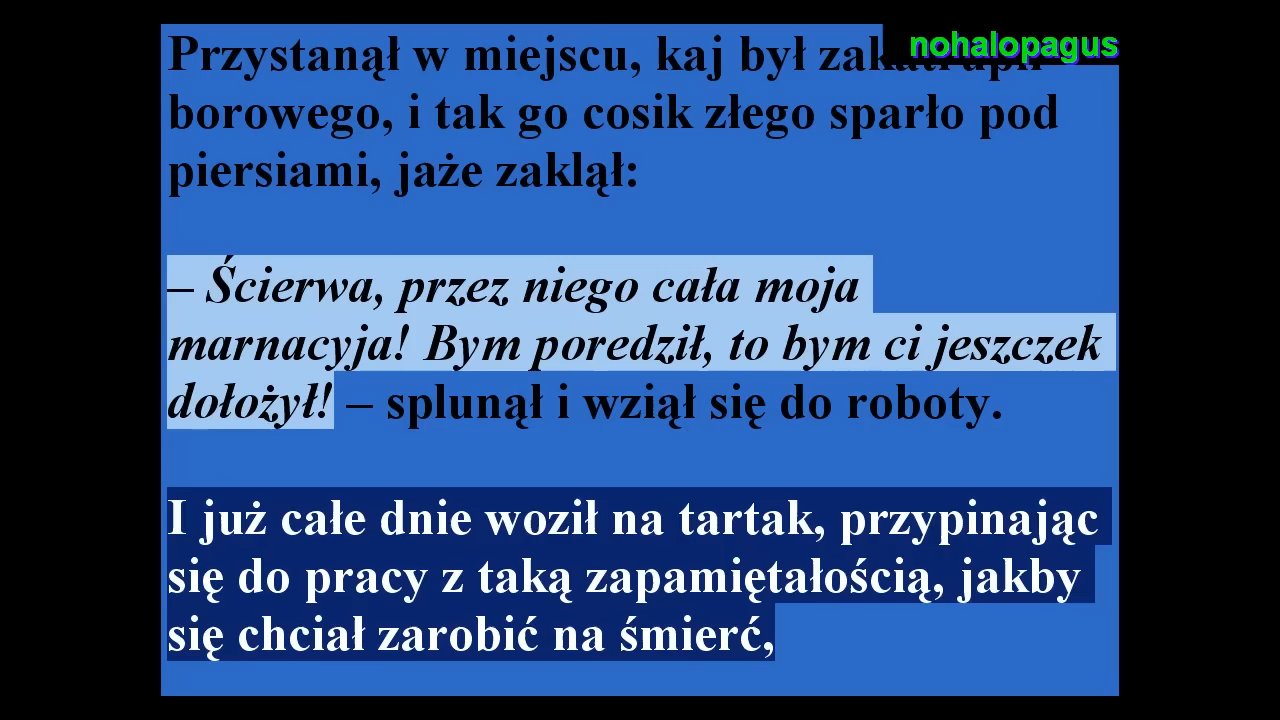 Przystanął w miejscu, kaj był zakatrupił
nohalopagus
borowego, i tak go cosik złego sparło pod
piersiami, jaże zaklął:
– Ścierwa, przez niego cała moja
marnacyja! Bym poredził, to bym ci jeszczek
dołożył! – splunął i wziął się do roboty.
I już całe dnie woził na tartak, przypinając
się do pracy z taką zapamiętałością, jakby
się chciał zarobić na śmierć,